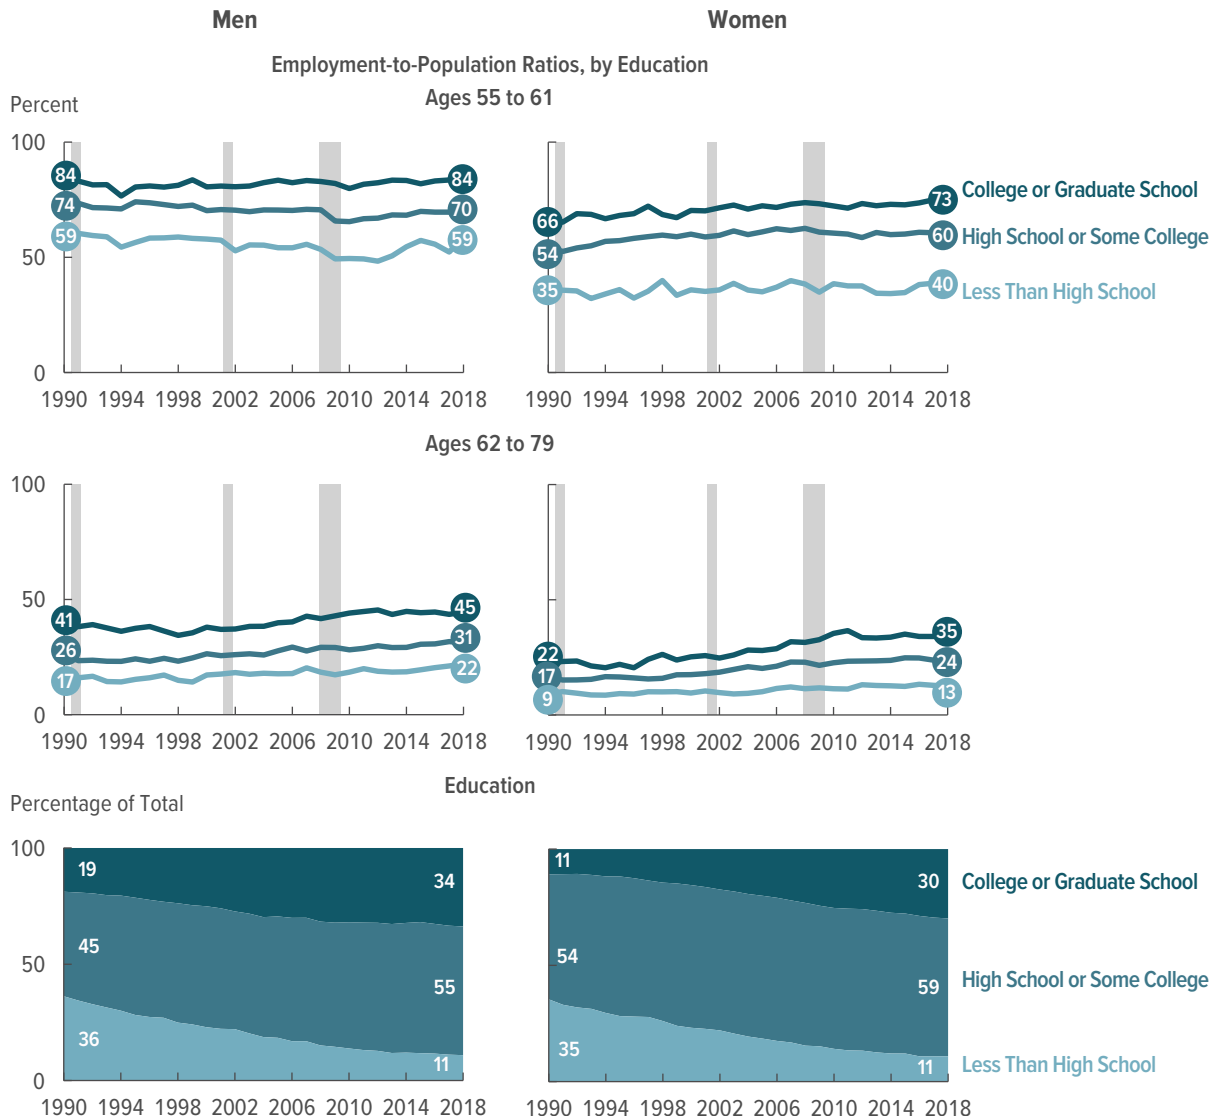 Men Women
Employment-to-Population Ratios, by Education
Ages 55 to 61
Percent
100
84 84 73 College or Graduate School
74 70 66 60 High School or Some College
59 59 54
50
35 40 Less Than High School
0
1990 1994 1998 2002 2006 2010 2014 2018 1990 1994 1998 2002 2006 2010 2014 2018
Ages 62 to 79
100
50
41 45 22 35
26 31 17 24
17 22 9 13
0
1990 1994 1998 2002 2006 2010 2014 2018 1990 1994 1998 2002 2006 2010 2014 2018
Education
Percentage of Total
100
19 34 11 30 College or Graduate School
45 55 54 59 High School or Some College
50
36 11 35 11 Less Than High School
0
1990 1994 1998 2002 2006 2010 2014 2018 1990 1994 1998 2002 2006 2010 2014 2018